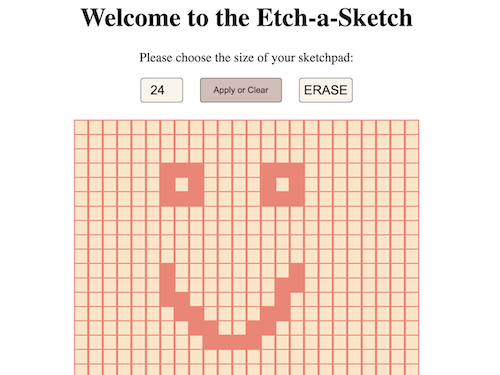 Welcome to the Etch-a-Sketch
Please choose the size of your sketchpad:
24 Apply or Clear ERASE